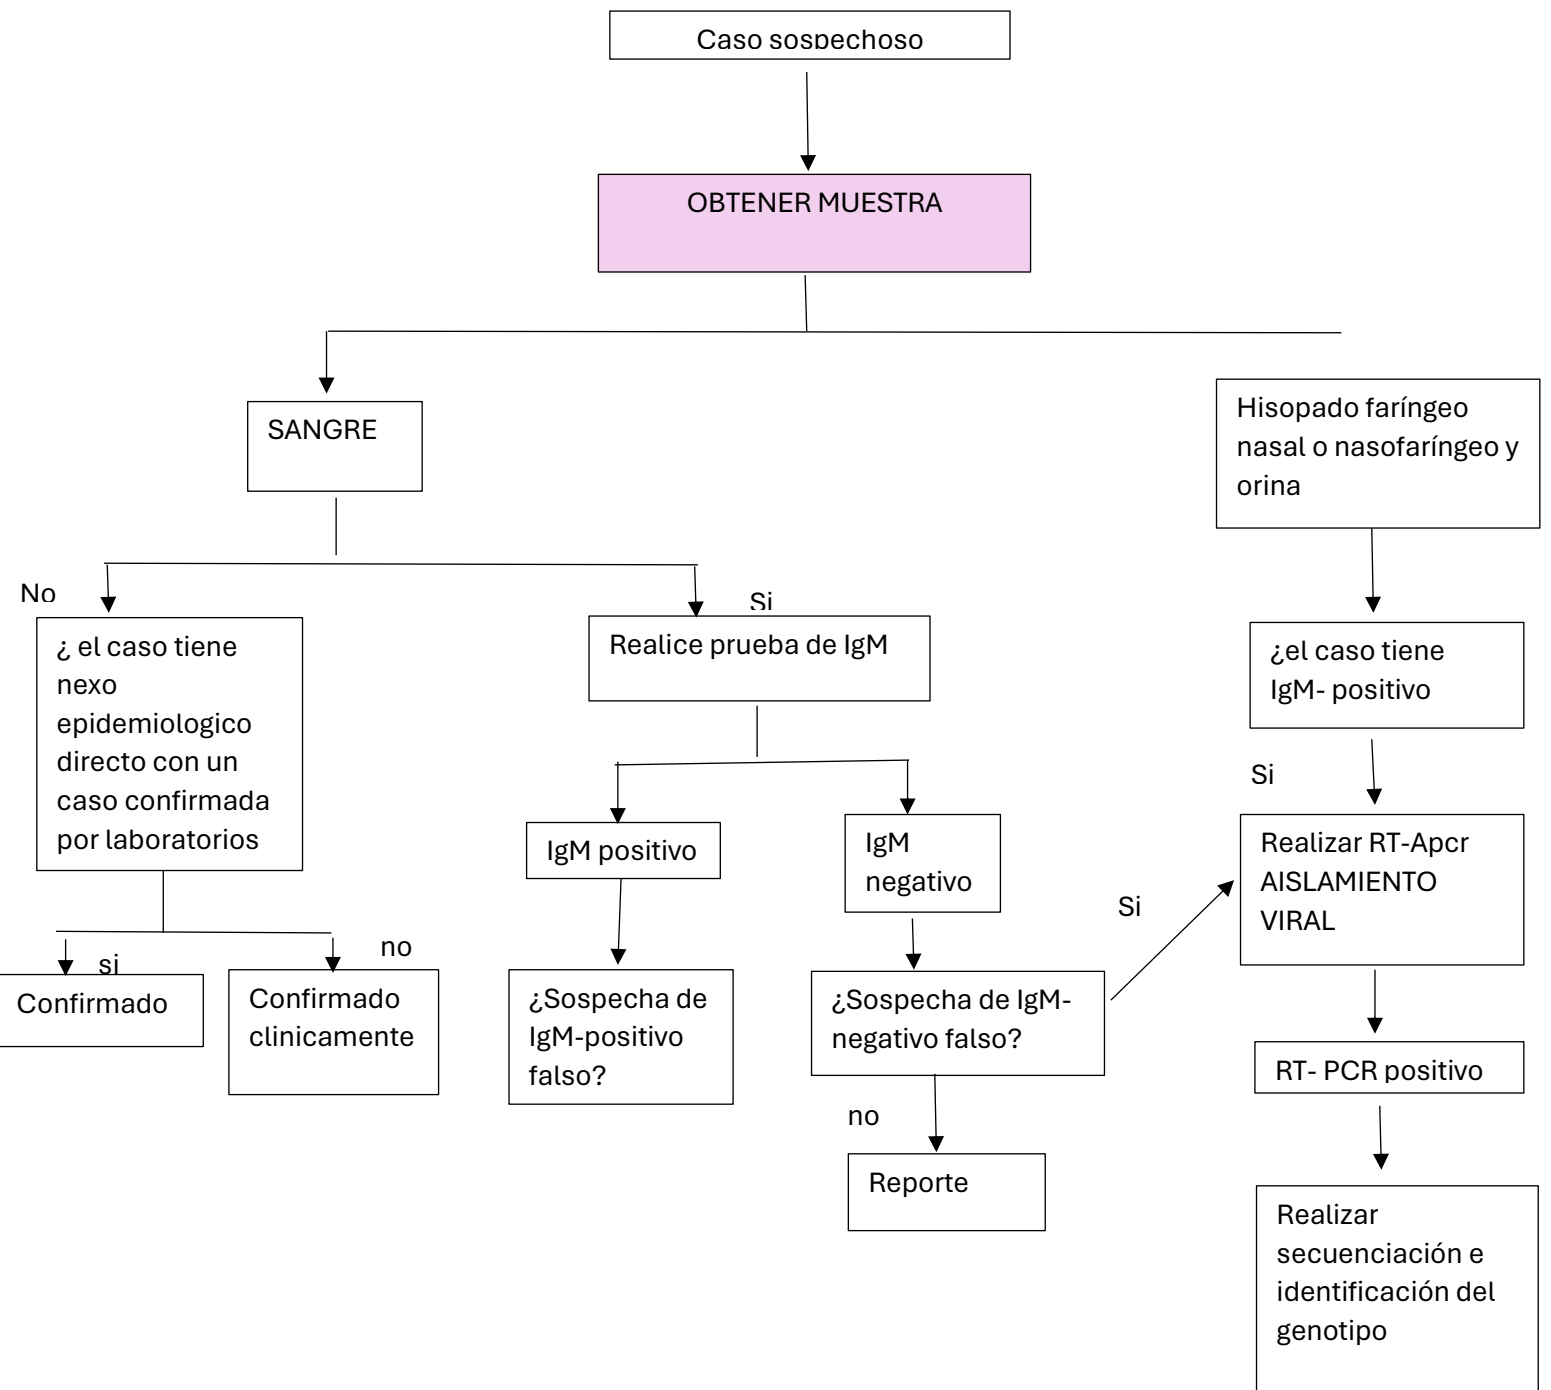 Caso sospechoso
OBTENER MUESTRA
SANGRE
Hisopado faríngeo
nasal o nasofaríngeo y
orina
No
Si
¿ el caso tiene
nexo
epidemiologico
directo con un
caso confirmada
por laboratorios
Realice prueba de IgM
¿el caso tiene
IgM- positivo
Si
IgM positivo
IgM
negativo
Realizar RT-Apcr
AISLAMIENTO
VIRAL
Si
si
no
Confirmado
Confirmado
clinicamente
¿Sospecha de
IgM-positivo
falso?
¿Sospecha de IgM-
negativo falso?
RT- PCR positivo
no
Reporte
Realizar
secuenciación e
identificación del
genotipo